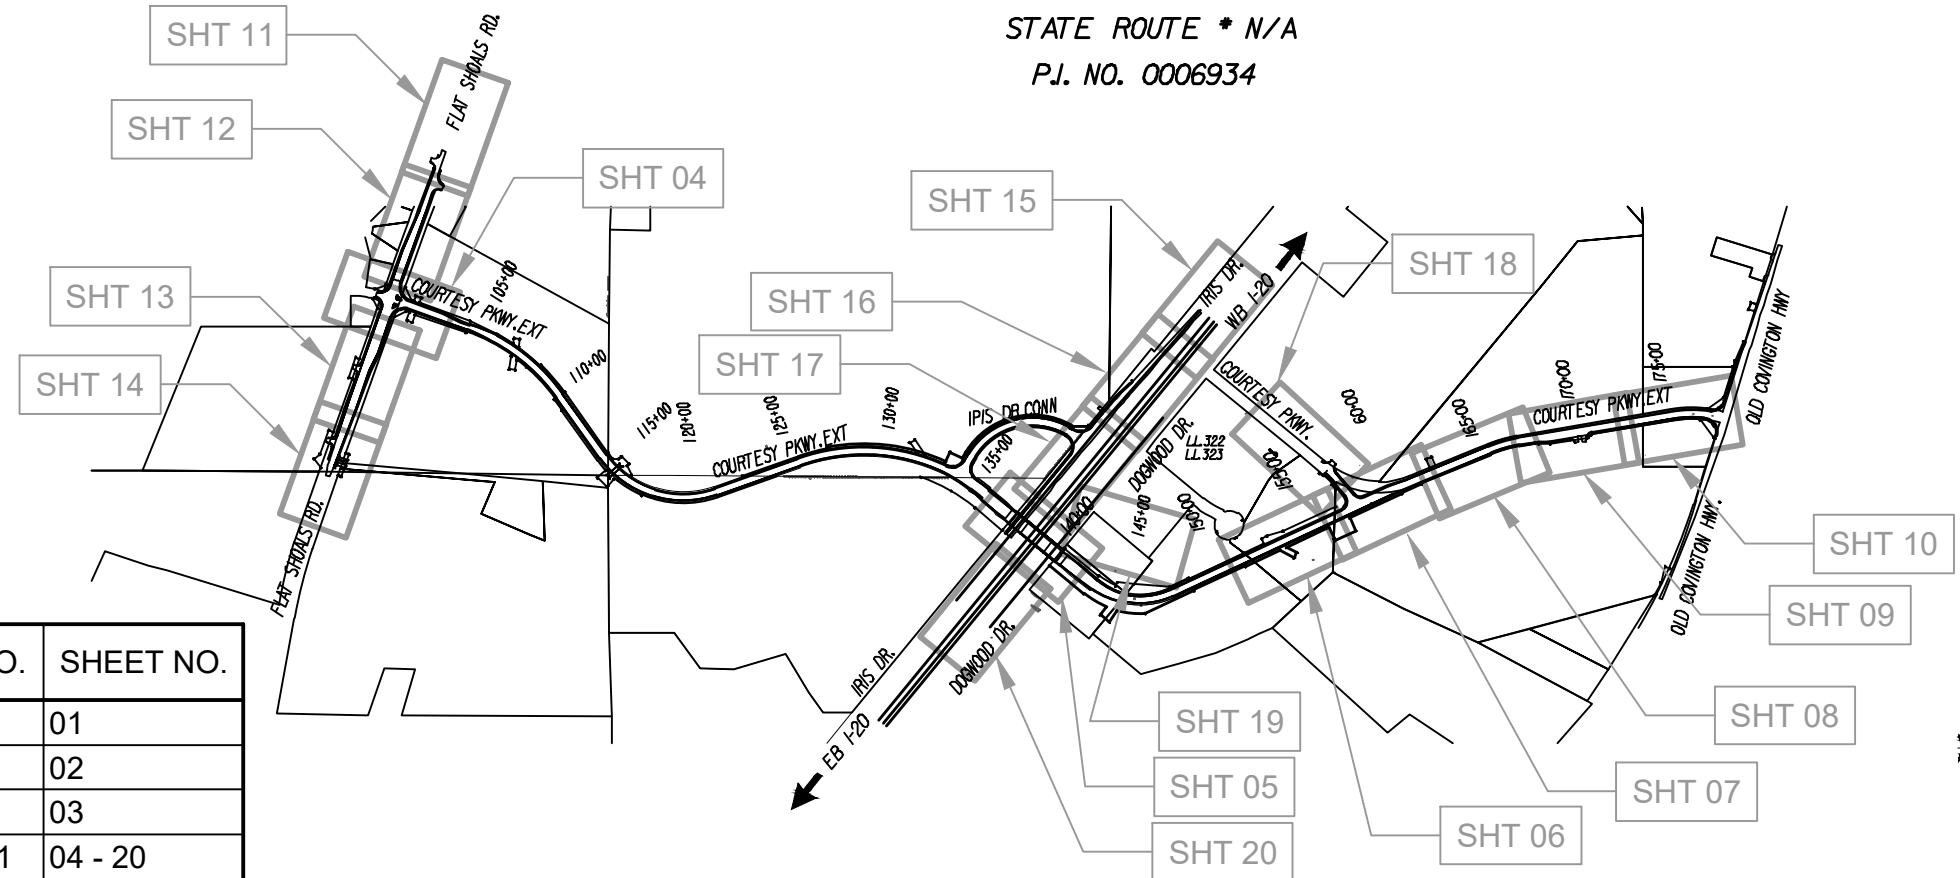 STATE ROUTE * N/A
P.I. NO. 0006934
SHT 11
FLAT SHOALS RD.
SHT 12
SHT 04
SHT 15
SHT 18
SHT 13
SHT 16
SHT 17
SHT 14
COURTESY PKWY.EXT
105+00
110+00
115+00
120+00
125+00
130+00
COURTESY PKWY.EXT
IPIS DR CONN
135+00
140+00
145+00
150+00
155+00
IRIS DR.
WB I-20
COURTESY PKWY.
DOGWOOD DR.
LL.322
LL.323
60+00
165+00
170+00
175+00
COURTESY PKWY.EXT
OLD COVINGTON HWY
OLD COVINGTON HWY.
FLAT SHOALS RD.
IRIS DR.
DOGWOOD DR.
EB I-20
SHT 10
SHT 09
SHT 08
SHT 07
SHT 06
SHT 19
SHT 05
SHT 20
O. SHEET NO.
01
02
03
1 04 - 20